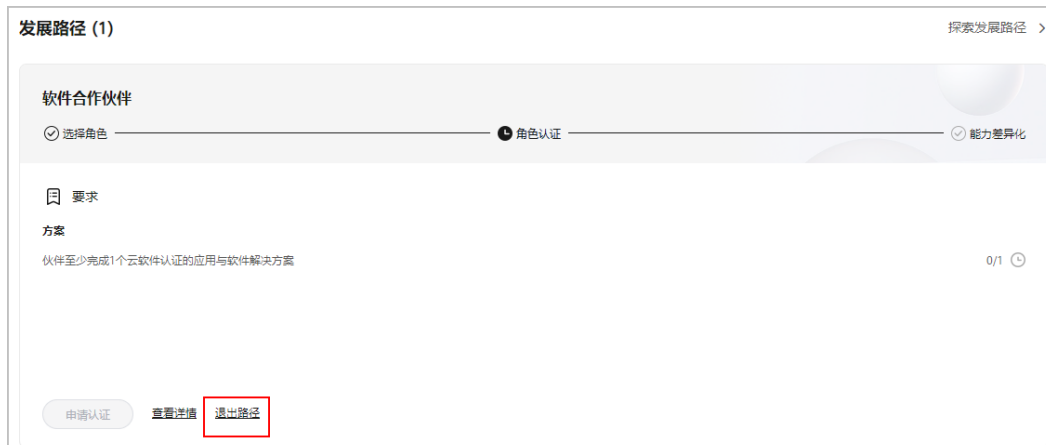 发展路径 (1)
探索发展路径
软件合作伙伴
选择角色
角色认证
能力差异化
要求
方案
伙伴至少完成1个云软件认证的应用与软件解决方案
0/1
申请认证
查看详情
退出路径